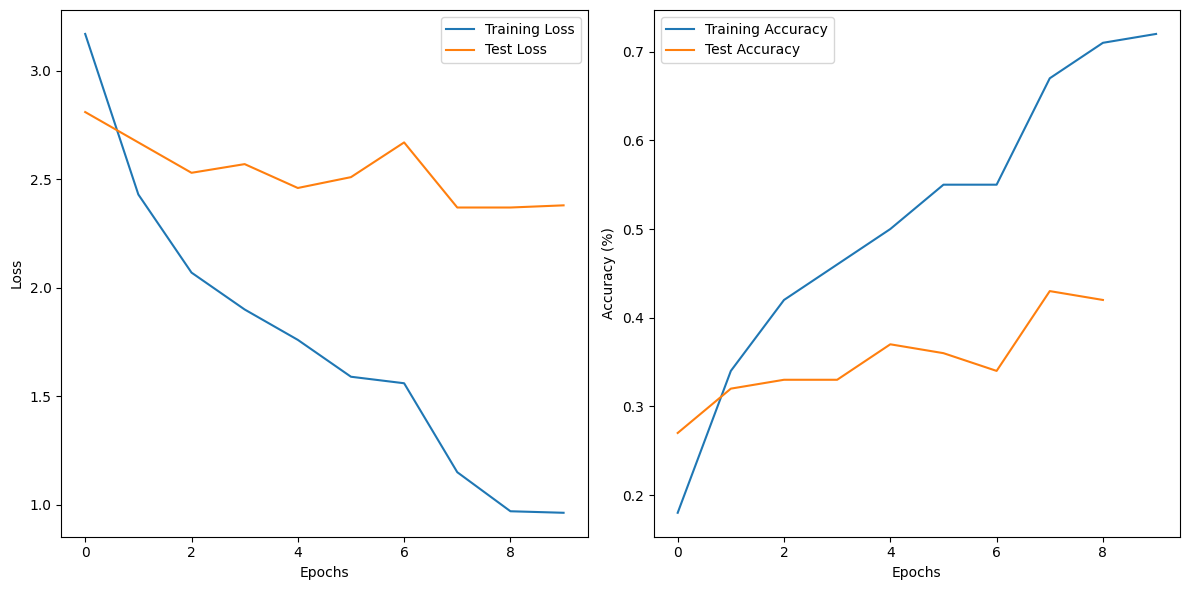 Training Loss
Test Loss
3.0
2.5
2.0
1.5
1.0
Loss
0 2 4 6 8
Epochs
Training Accuracy
Test Accuracy
0.7
0.6
0.5
0.4
0.3
0.2
Accuracy (%)
0 2 4 6 8
Epochs